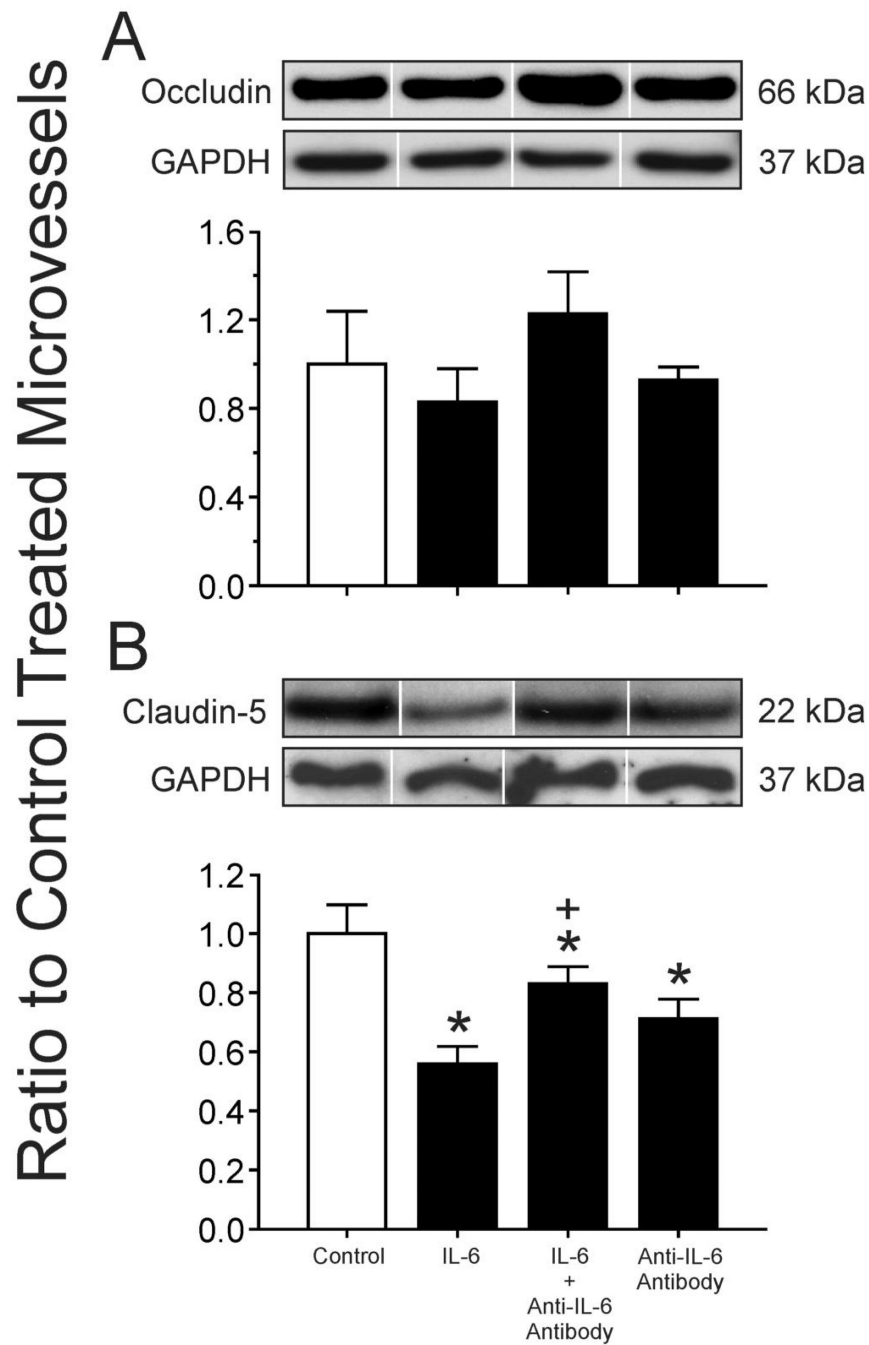 Ratio to Control Treated Microvessels
A
Occludin
66 kDa
GAPDH
37 kDa
1.6
1.2
0.8
0.4
0.0
B
Claudin-5
22 kDa
GAPDH
37 kDa
1.2
1.0
0.8
0.6
0.4
0.2
0.0
+
*
*
*
Control
IL-6
IL-6
+
Anti-IL-6
Antibody
Anti-IL-6
Antibody